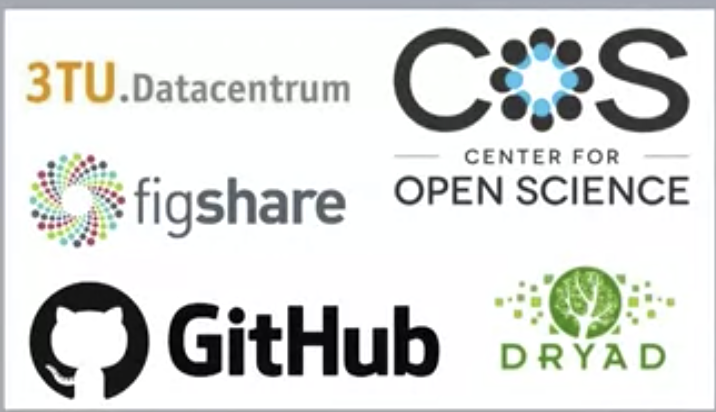 3TU.Datacentrum
COS
CENTER FOR
OPEN SCIENCE
figshare
GitHub
DRYAD